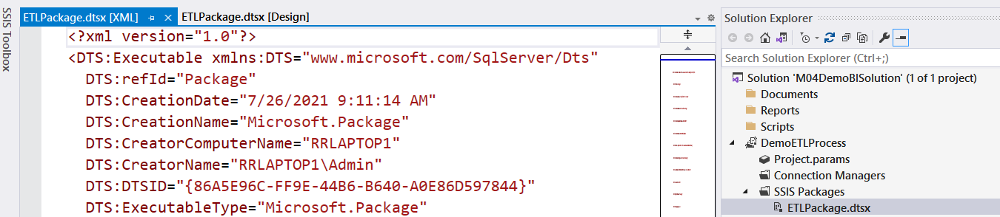 SSIS Toolbox
ETLPackage.dtsx [XML]
ETLPackage.dtsx [Design]
<?xml version="1.0"?>
<DTS:Executable xmlns:DTS="www.microsoft.com/SqlServer/Dts"
DTS:refId="Package"
DTS:CreationDate="7/26/2021 9:11:14 AM"
DTS:CreationName="Microsoft.Package"
DTS:CreatorComputerName="RRLAPTOP1"
DTS:CreatorName="RRLAPTOP1\Admin"
DTS:DTSID="{86A5E96C-FF9E-44B6-B640-A0E86D597844}"
DTS:ExecutableType="Microsoft.Package"
Solution Explorer
Search Solution Explorer (Ctrl+;)
Solution 'M04DemoBISolution' (1 of 1 project)
Documents
Reports
Scripts
DemoETLProcess
Project.params
Connection Managers
SSIS Packages
ETLPackage.dtsx